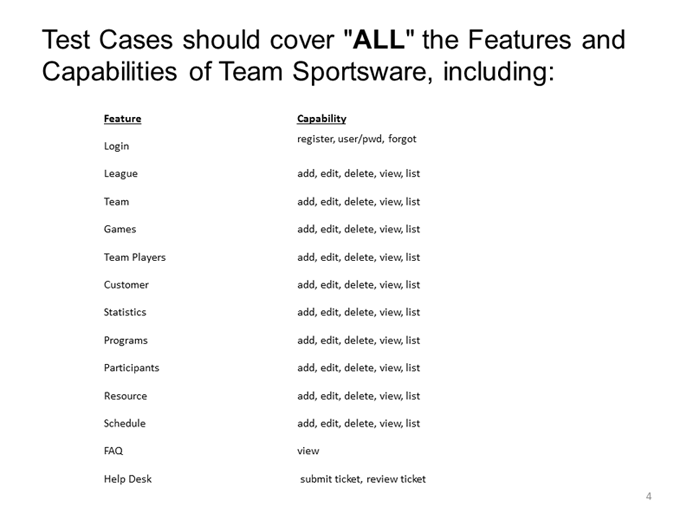 Test Cases should cover "ALL" the Features and
Capabilities of Team Sportsware, including:
Feature Capability
Login register, user/pwd, forgot
League add, edit, delete, view, list
Team add, edit, delete, view, list
Games add, edit, delete, view, list
Team Players add, edit, delete, view, list
Customer add, edit, delete, view, list
Statistics add, edit, delete, view, list
Programs add, edit, delete, view, list
Participants add, edit, delete, view, list
Resource add, edit, delete, view, list
Schedule add, edit, delete, view, list
FAQ view
Help Desk submit ticket, review ticket
4